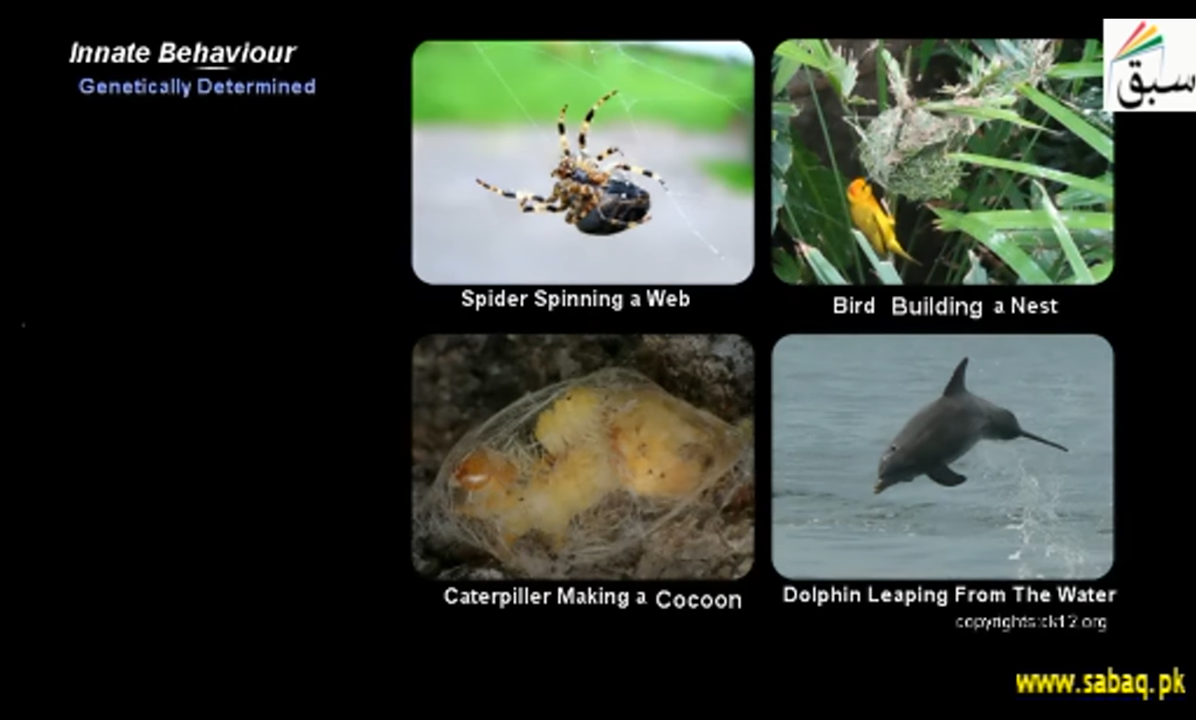 Innate Behaviour
Genetically Determined
سبق
Spider Spinning a Web
Bird Building a Nest
Caterpiller Making a Cocoon
Dolphin Leaping From The Water
copyrights:ck12.org
www.sabaq.pk